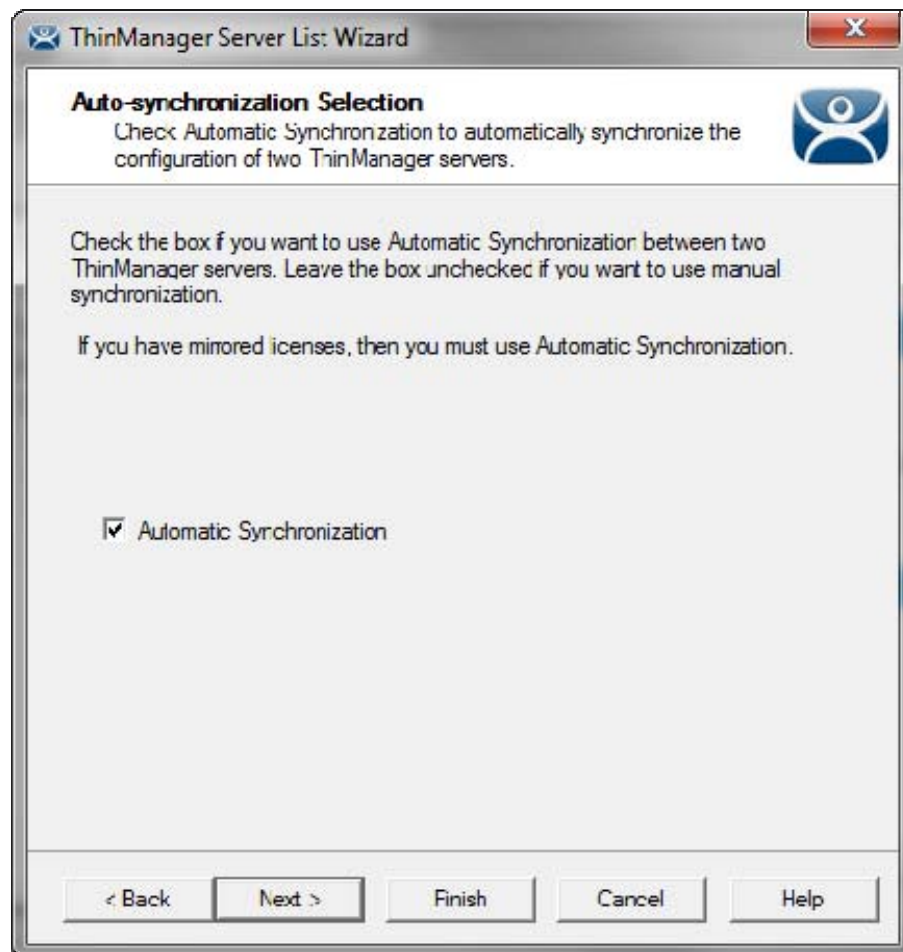 ThinManager Server List Wizard
Auto-synchronization Selection
Check Automatic Synchronization to automatically synchronize the
configuration of two ThinManager servers.
Check the box if you want to use Automatic Synchronization between two
ThinManager servers. Leave the box unchecked if you want to use manual
synchronization.
If you have mirrored licenses, then you must use Automatic Synchronization.
Automatic Synchronization
< Back Next > Finish Cancel Help